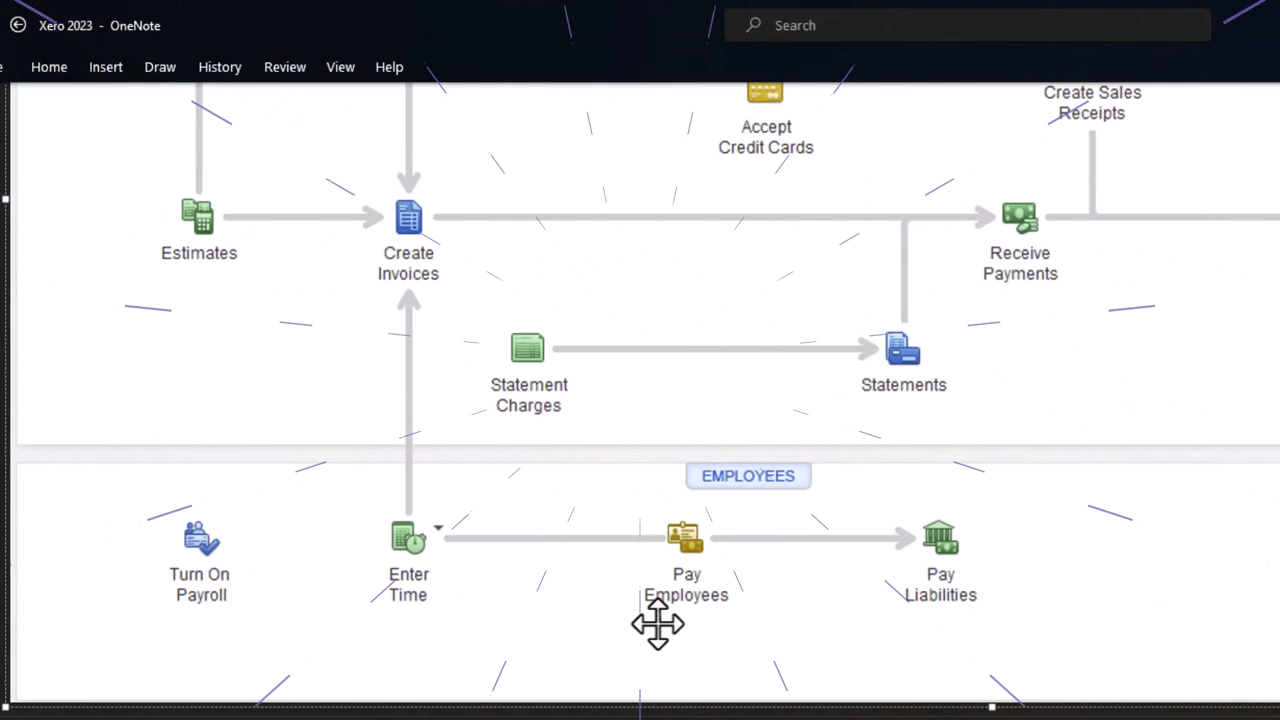 Xero 2023 - OneNote
Search
e
Home Insert Draw History Review View Help
Create Sales
Receipts
Accept
Credit Cards
Estimates
Create
Invoices
Receive
Payments
Statement
Charges
Statements
EMPLOYEES
Turn On
Payroll
Enter
Time
Pay
Employees
Pay
Liabilities